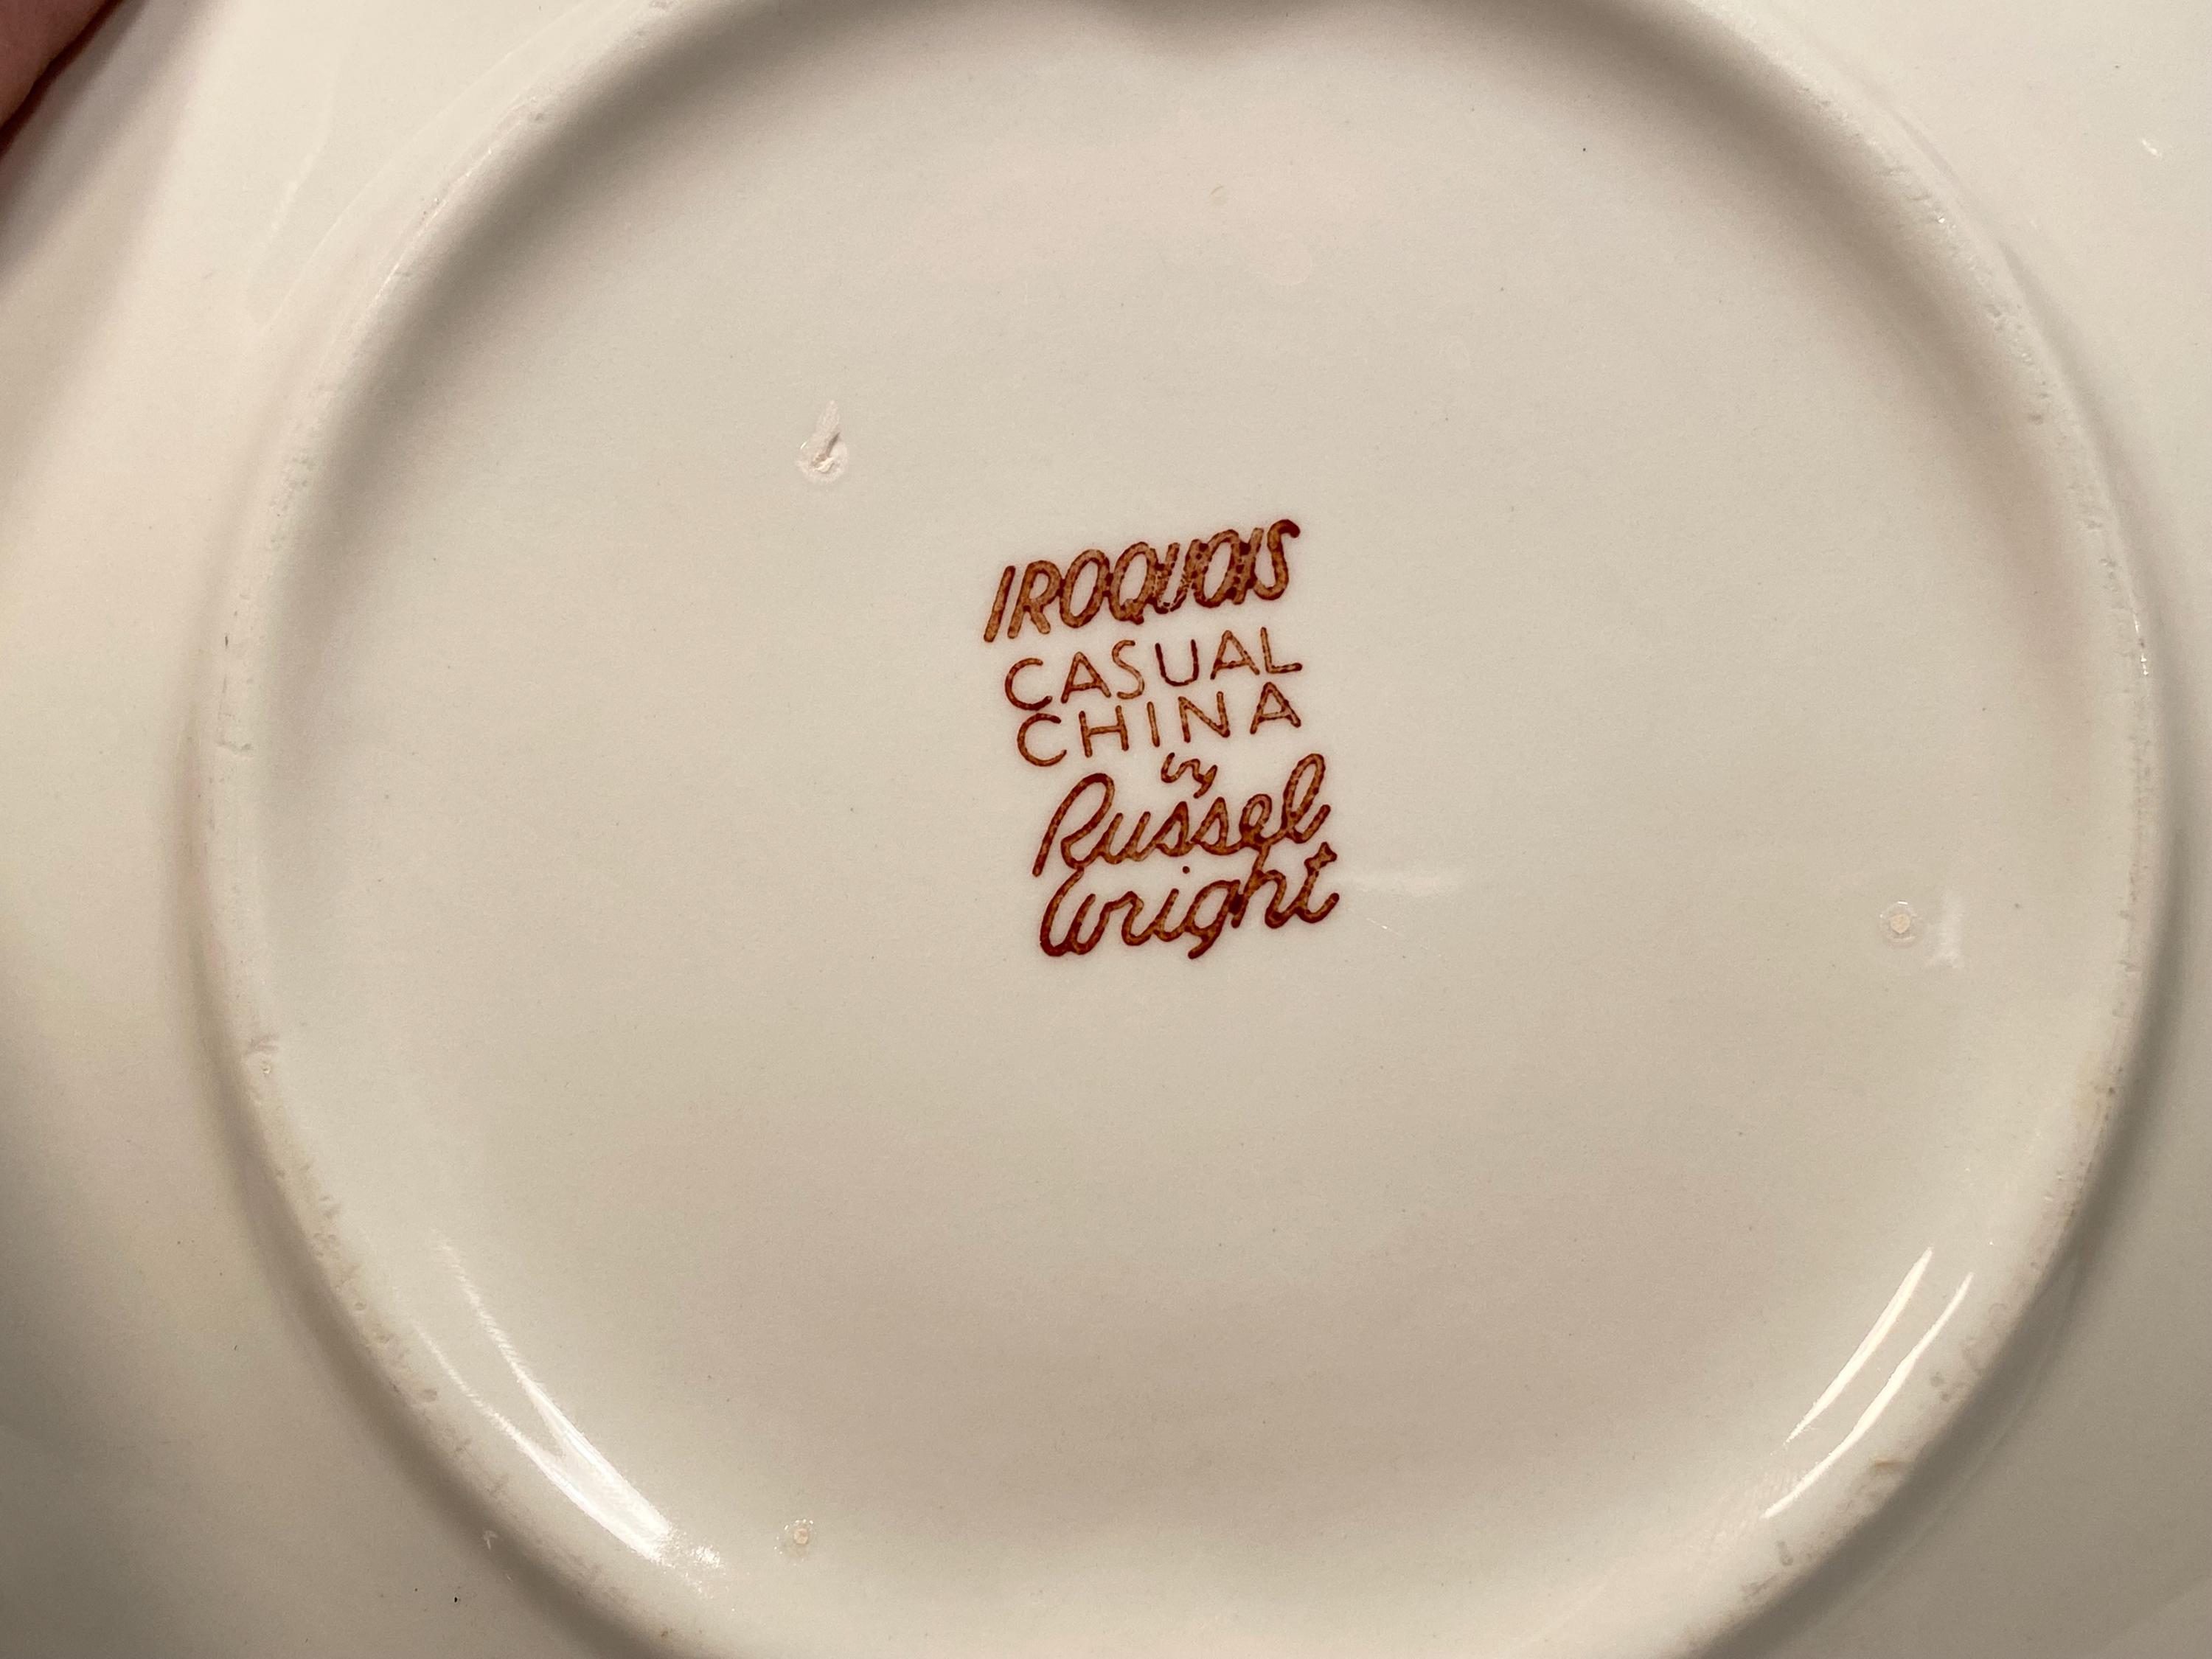 IROQUOIS
CASUAL
CHINA
by
Russel
Wright